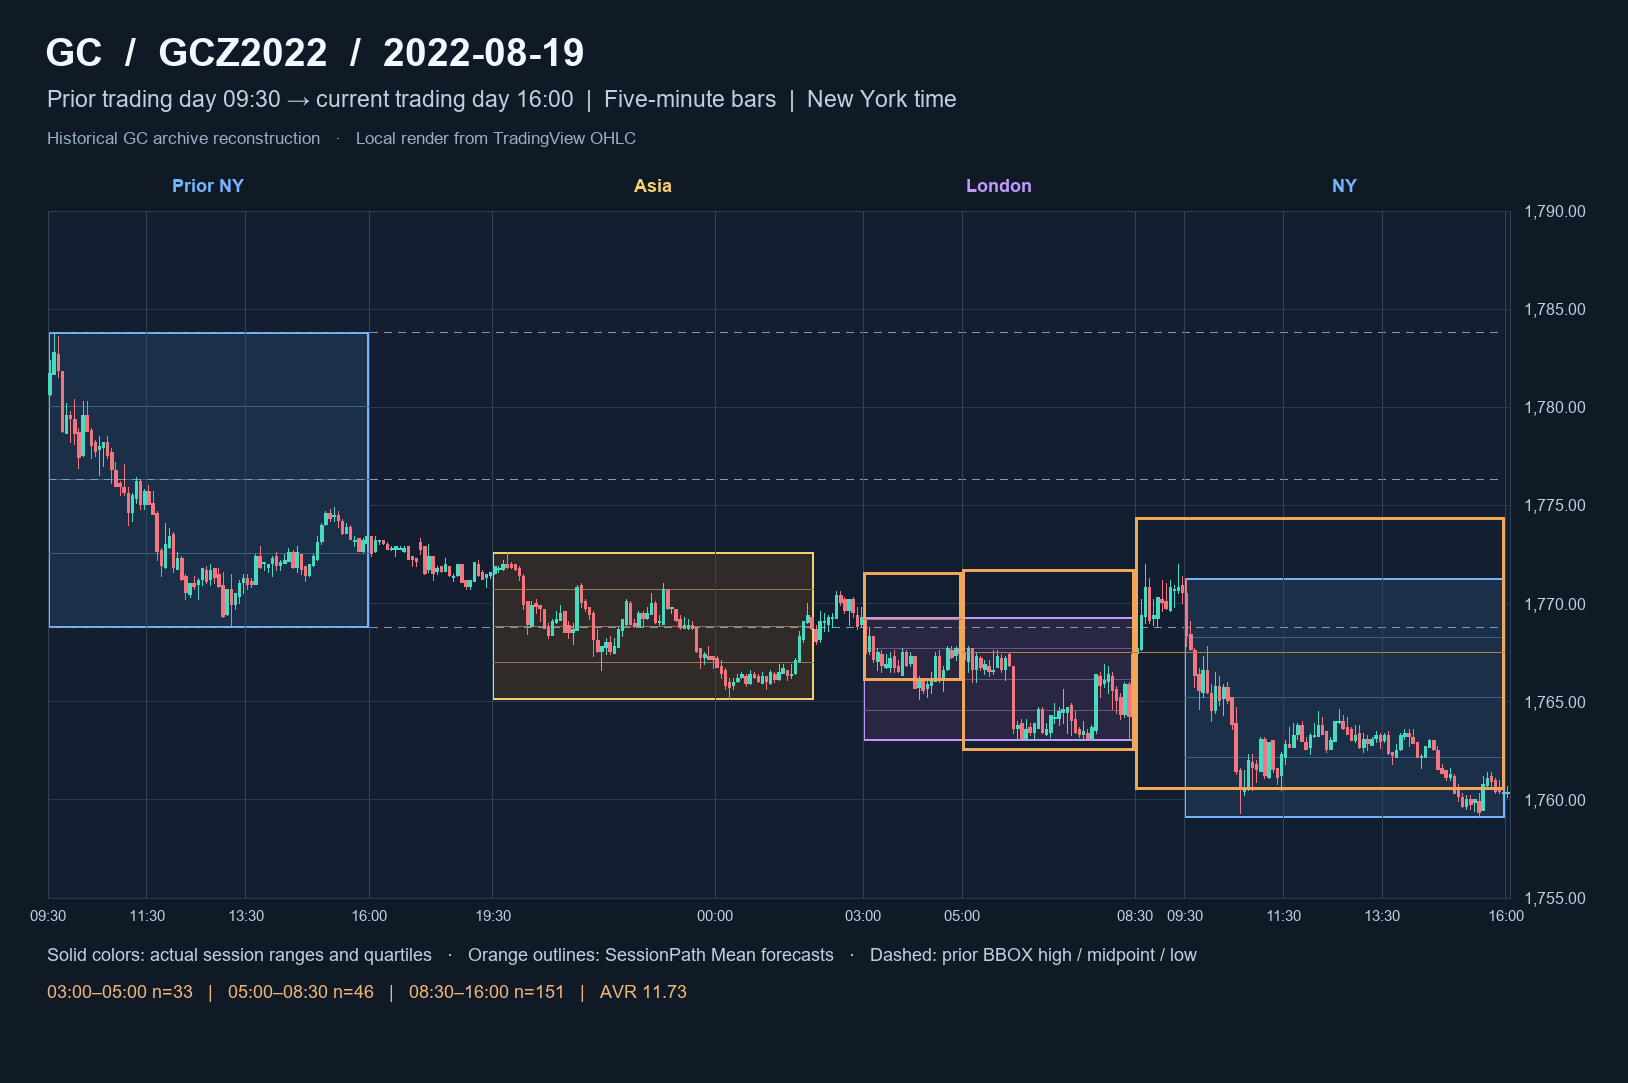 GC / GCZ2022 / 2022-08-19
Prior trading day 09:30 → current trading day 16:00 | Five-minute bars | New York time
Historical GC archive reconstruction · Local render from TradingView OHLC
Prior NY Asia London NY
1,790.00
1,785.00
1,780.00
1,775.00
1,770.00
1,765.00
1,760.00
1,755.00
09:30 11:30 13:30 16:00 19:30 00:00 03:00 05:00 08:30 09:30 11:30 13:30 16:00
Solid colors: actual session ranges and quartiles · Orange outlines: SessionPath Mean forecasts · Dashed: prior BBOX high / midpoint / low
03:00–05:00 n=33 | 05:00–08:30 n=46 | 08:30–16:00 n=151 | AVR 11.73